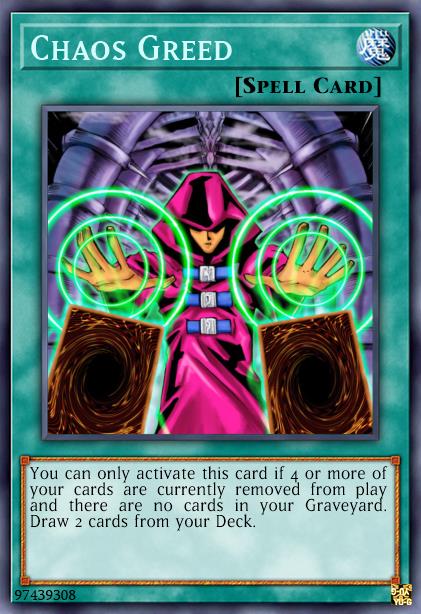 Chaos Greed
魔
[Spell Card]
You can only activate this card if 4 or more of
your cards are currently removed from play
and there are no cards in your Graveyard.
Draw 2 cards from your Deck.
97439308